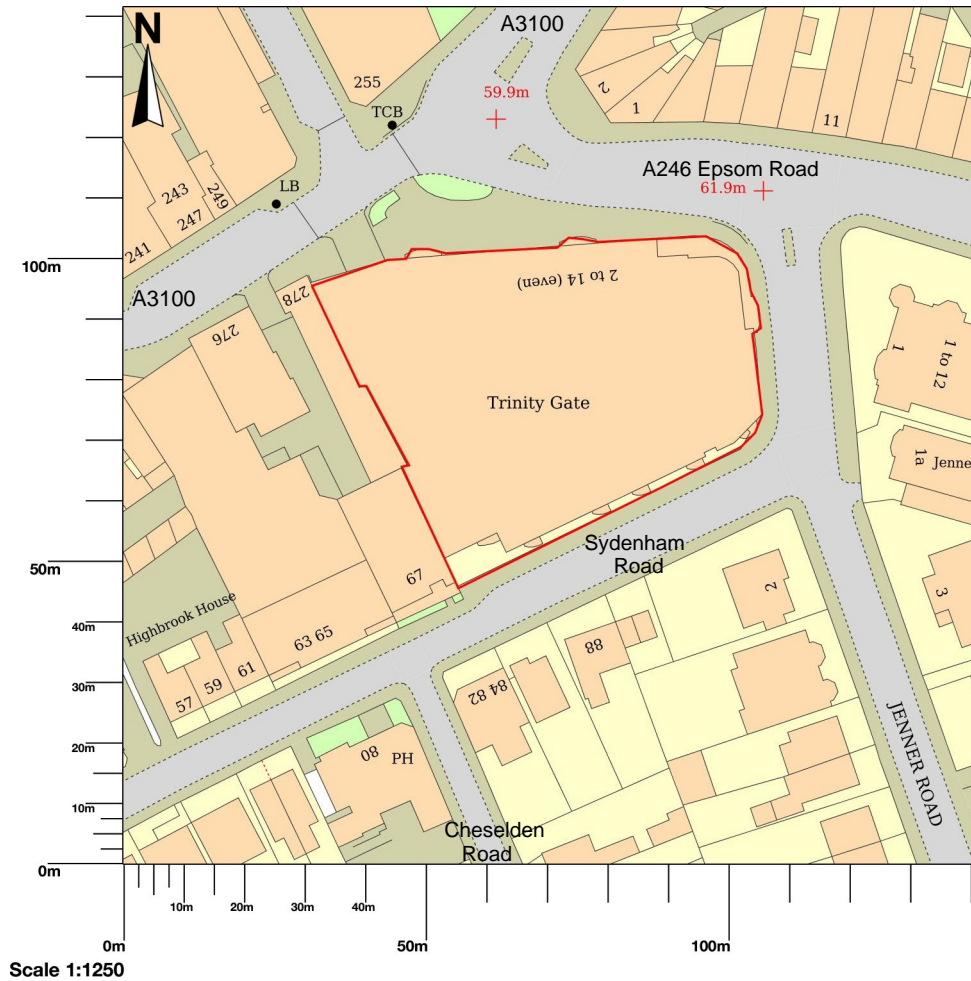 A3100
N
255
59.9m
TCB
2
1
11
A246 Epsom Road
61.9m
LB
243
249
247
241
100m
2 to 14 (even)
A3100
278
276
1
1 to 12
Trinity Gate
1a
Jenne
Sydenham
Road
50m
67
2
3
Highbrook House
40m
63 65
88
61
59
57
30m
84 82
JENNER ROAD
20m
80
PH
10m
Cheselden
Road
0m
10m
20m
30m
40m
0m
50m
100m
Scale 1:1250